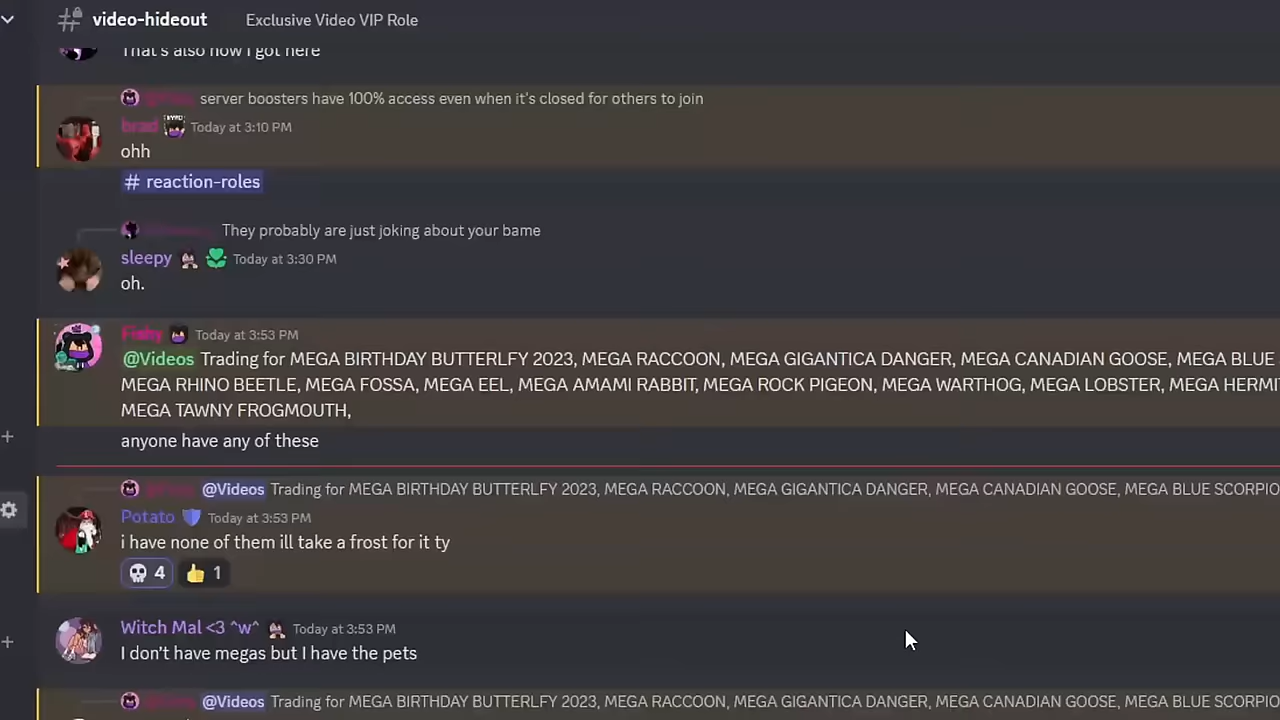 video-hideout Exclusive Video VIP Role
That's also how I got here
server boosters have 100% access even when it's closed for others to join
brad Today at 3:10 PM
ohh
# reaction-roles
They probably are just joking about your bame
sleepy Today at 3:30 PM
oh.
Fishy Today at 3:53 PM
@Videos Trading for MEGA BIRTHDAY BUTTERLFY 2023, MEGA RACCOON, MEGA GIGANTICA DANGER, MEGA CANADIAN GOOSE, MEGA BLUE
MEGA RHINO BEETLE, MEGA FOSSA, MEGA EEL, MEGA AMAMI RABBIT, MEGA ROCK PIGEON, MEGA WARTHOG, MEGA LOBSTER, MEGA HERMI
MEGA TAWNY FROGMOUTH,
anyone have any of these
@Videos Trading for MEGA BIRTHDAY BUTTERLFY 2023, MEGA RACCOON, MEGA GIGANTICA DANGER, MEGA CANADIAN GOOSE, MEGA BLUE SCORPIO
Potato Today at 3:53 PM
i have none of them ill take a frost for it ty
4 1
Witch Mal <3 ^w^ Today at 3:53 PM
I don't have megas but I have the pets
@Videos Trading for MEGA BIRTHDAY BUTTERLFY 2023, MEGA RACCOON, MEGA GIGANTICA DANGER, MEGA CANADIAN GOOSE, MEGA BLUE SCORPIO